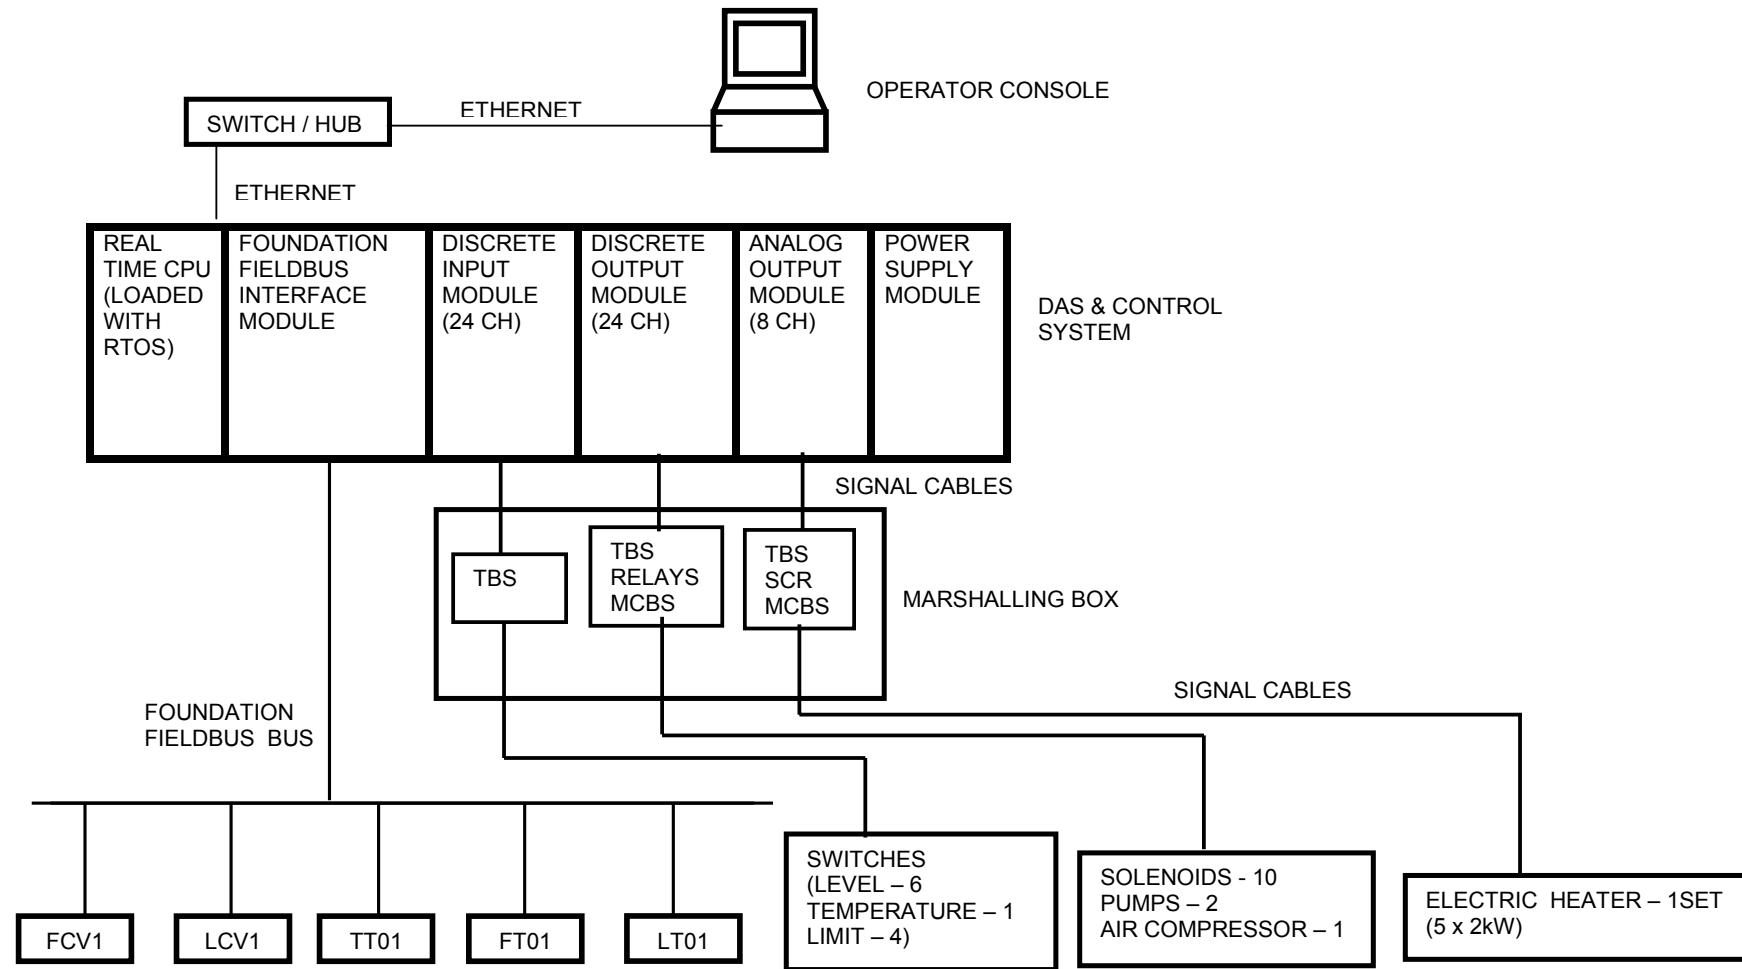 OPERATOR CONSOLE
ETHERNET
SWITCH / HUB
ETHERNET
REAL
TIME CPU
(LOADED
WITH
RTOS)
FOUNDATION
FIELDBUS
INTERFACE
MODULE
DISCRETE
INPUT
MODULE
(24 CH)
DISCRETE
OUTPUT
MODULE
(24 CH)
ANALOG
OUTPUT
MODULE
(8 CH)
POWER
SUPPLY
MODULE
DAS & CONTROL
SYSTEM
SIGNAL CABLES
TBS
TBS
RELAYS
MCBS
TBS
SCR
MCBS
MARSHALLING BOX
SIGNAL CABLES
FOUNDATION
FIELDBUS BUS
FCV1
LCV1
TT01
FT01
LT01
SWITCHES
(LEVEL – 6
TEMPERATURE – 1
LIMIT – 4)
SOLENOIDS - 10
PUMPS – 2
AIR COMPRESSOR – 1
ELECTRIC HEATER – 1SET
(5 x 2kW)